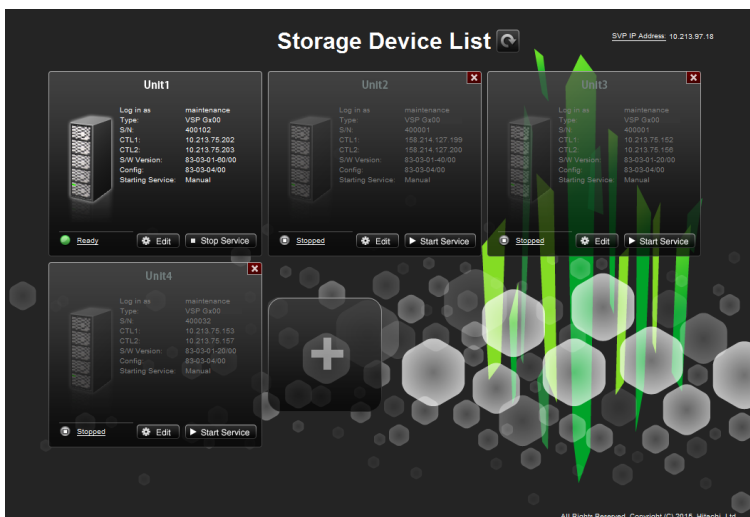 Storage Device List
SVP IP Address: 10.213.97.18
Unit1
Log in as maintenance
Type: VSP Gx00
S/N: 400102
CTL1: 10.213.75.202
CTL2: 10.213.75.203
S/W Version: 83-03-01-60/00
Config: 83-03-04/00
Starting Service: Manual
Ready Edit Stop Service
Unit2
Log in as maintenance
Type: VSP Gx00
S/N: 400001
CTL1: 158.214.127.199
CTL2: 158.214.127.200
S/W Version: 83-03-01-40/00
Config: 83-03-04/00
Starting Service: Manual
Stopped Edit Start Service
Unit3
Log in as maintenance
Type: VSP Gx00
S/N: 400001
CTL1: 10.213.75.152
CTL2: 10.213.75.156
S/W Version: 83-03-01-20/00
Config: 83-03-04/00
Starting Service: Manual
Stopped Edit Start Service
Unit4
Log in as maintenance
Type: VSP Gx00
S/N: 400032
CTL1: 10.213.75.153
CTL2: 10.213.75.157
S/W Version: 83-03-01-20/00
Config: 83-03-04/00
Starting Service: Manual
Stopped Edit Start Service
All Rights Reserved. Copyright (C) 2015, Hitachi, Ltd.